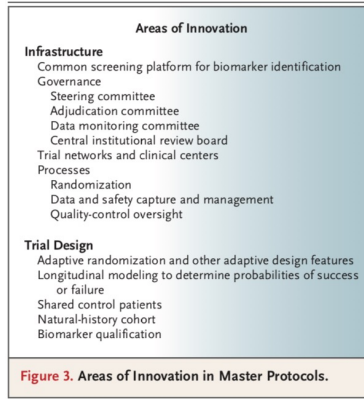 Areas of Innovation
Infrastructure
Common screening platform for biomarker identification
Governance
Steering committee
Adjudication committee
Data monitoring committee
Central institutional review board
Trial networks and clinical centers
Processes
Randomization
Data and safety capture and management
Quality-control oversight
Trial Design
Adaptive randomization and other adaptive design features
Longitudinal modeling to determine probabilities of success
or failure
Shared control patients
Natural-history cohort
Biomarker qualification
Figure 3. Areas of Innovation in Master Protocols.